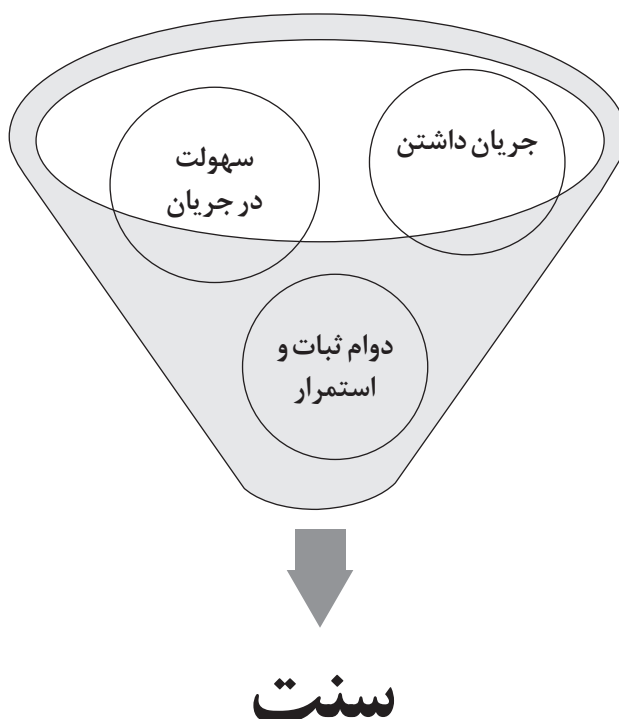 جریان داشتن
سهولت
در جریان
دوام ثبات و
استمرار
سنت